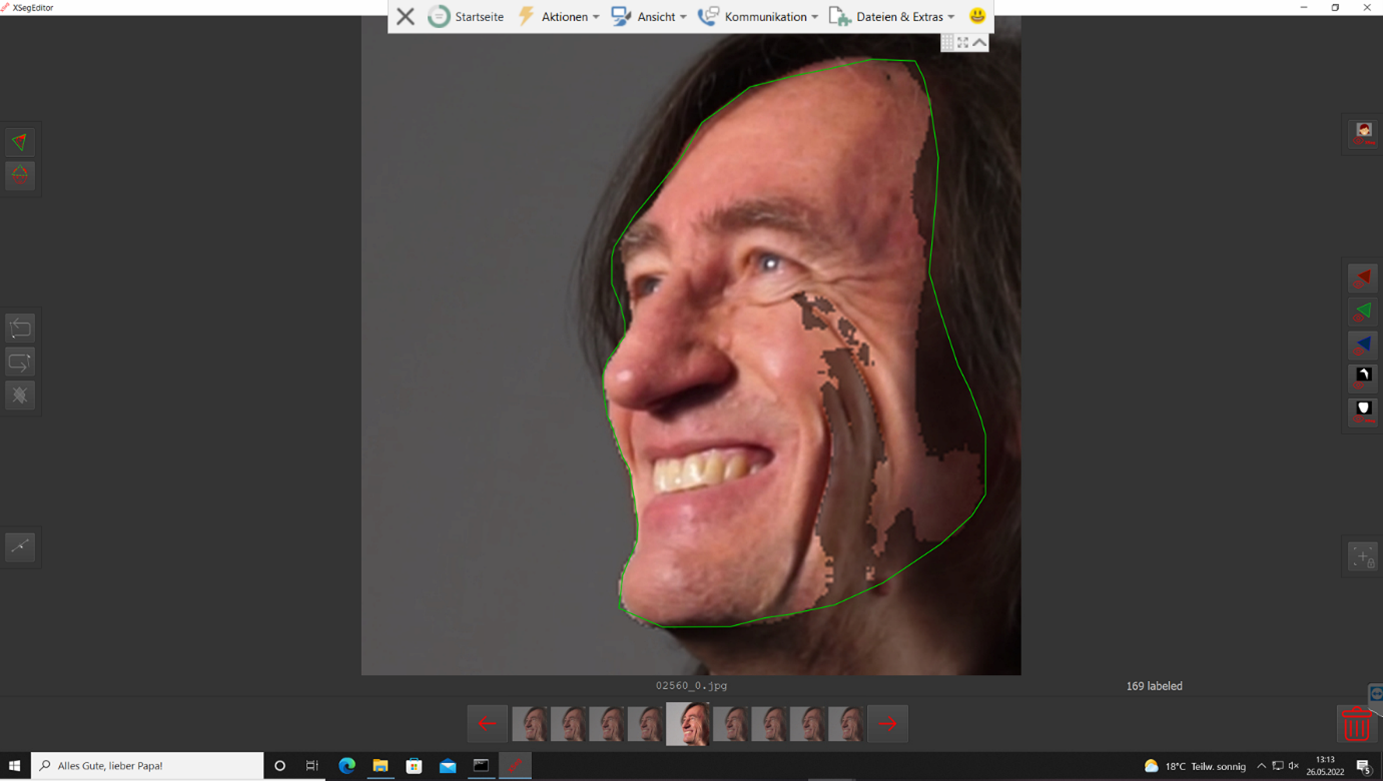 XSegEditor
Startseite
Aktionen
Ansicht
Kommunikation
Dateien & Extras
02560_0.jpg
169 labeled
Alles Gute, lieber Papa!
18°C Teilw. sonnig
13:13
26.05.2022
5